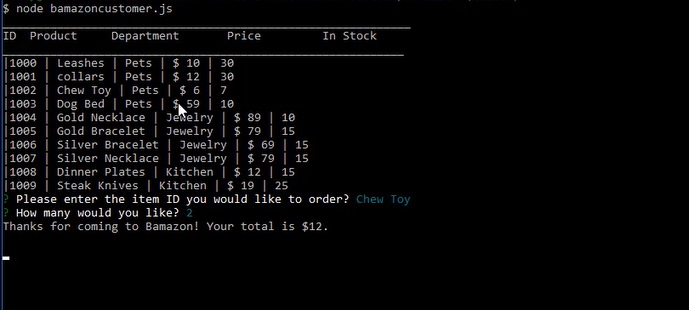 $ node bamazoncustomer.js
ID Product Department Price In Stock
|1000 | Leashes | Pets | $ 10 | 30
|1001 | collars | Pets | $ 12 | 30
|1002 | Chew Toy | Pets | $ 6 | 7
|1003 | Dog Bed | Pets | $ 59 | 10
|1004 | Gold Necklace | Jewelry | $ 89 | 10
|1005 | Gold Bracelet | Jewelry | $ 79 | 15
|1006 | Silver Bracelet | Jewelry | $ 69 | 15
|1007 | Silver Necklace | Jewelry | $ 79 | 15
|1008 | Dinner Plates | Kitchen | $ 12 | 15
|1009 | Steak Knives | Kitchen | $ 19 | 25
? Please enter the item ID you would like to order? Chew Toy
? How many would you like? 2
Thanks for coming to Bamazon! Your total is $12.